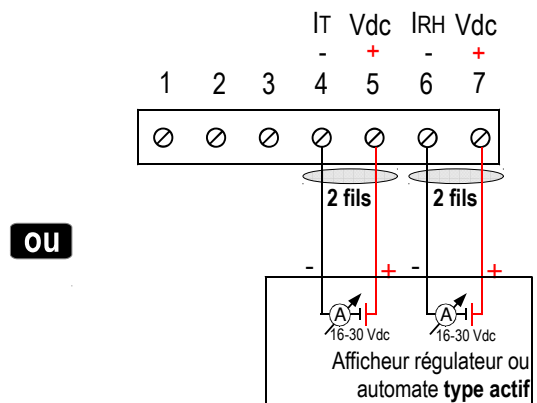 IT Vdc IRH Vdc
- + - +
1 2 3 4 5 6 7
2 fils 2 fils
ou
- + - +
A A
16-30 Vdc 16-30 Vdc
Afficheur régulateur ou
automate type actif